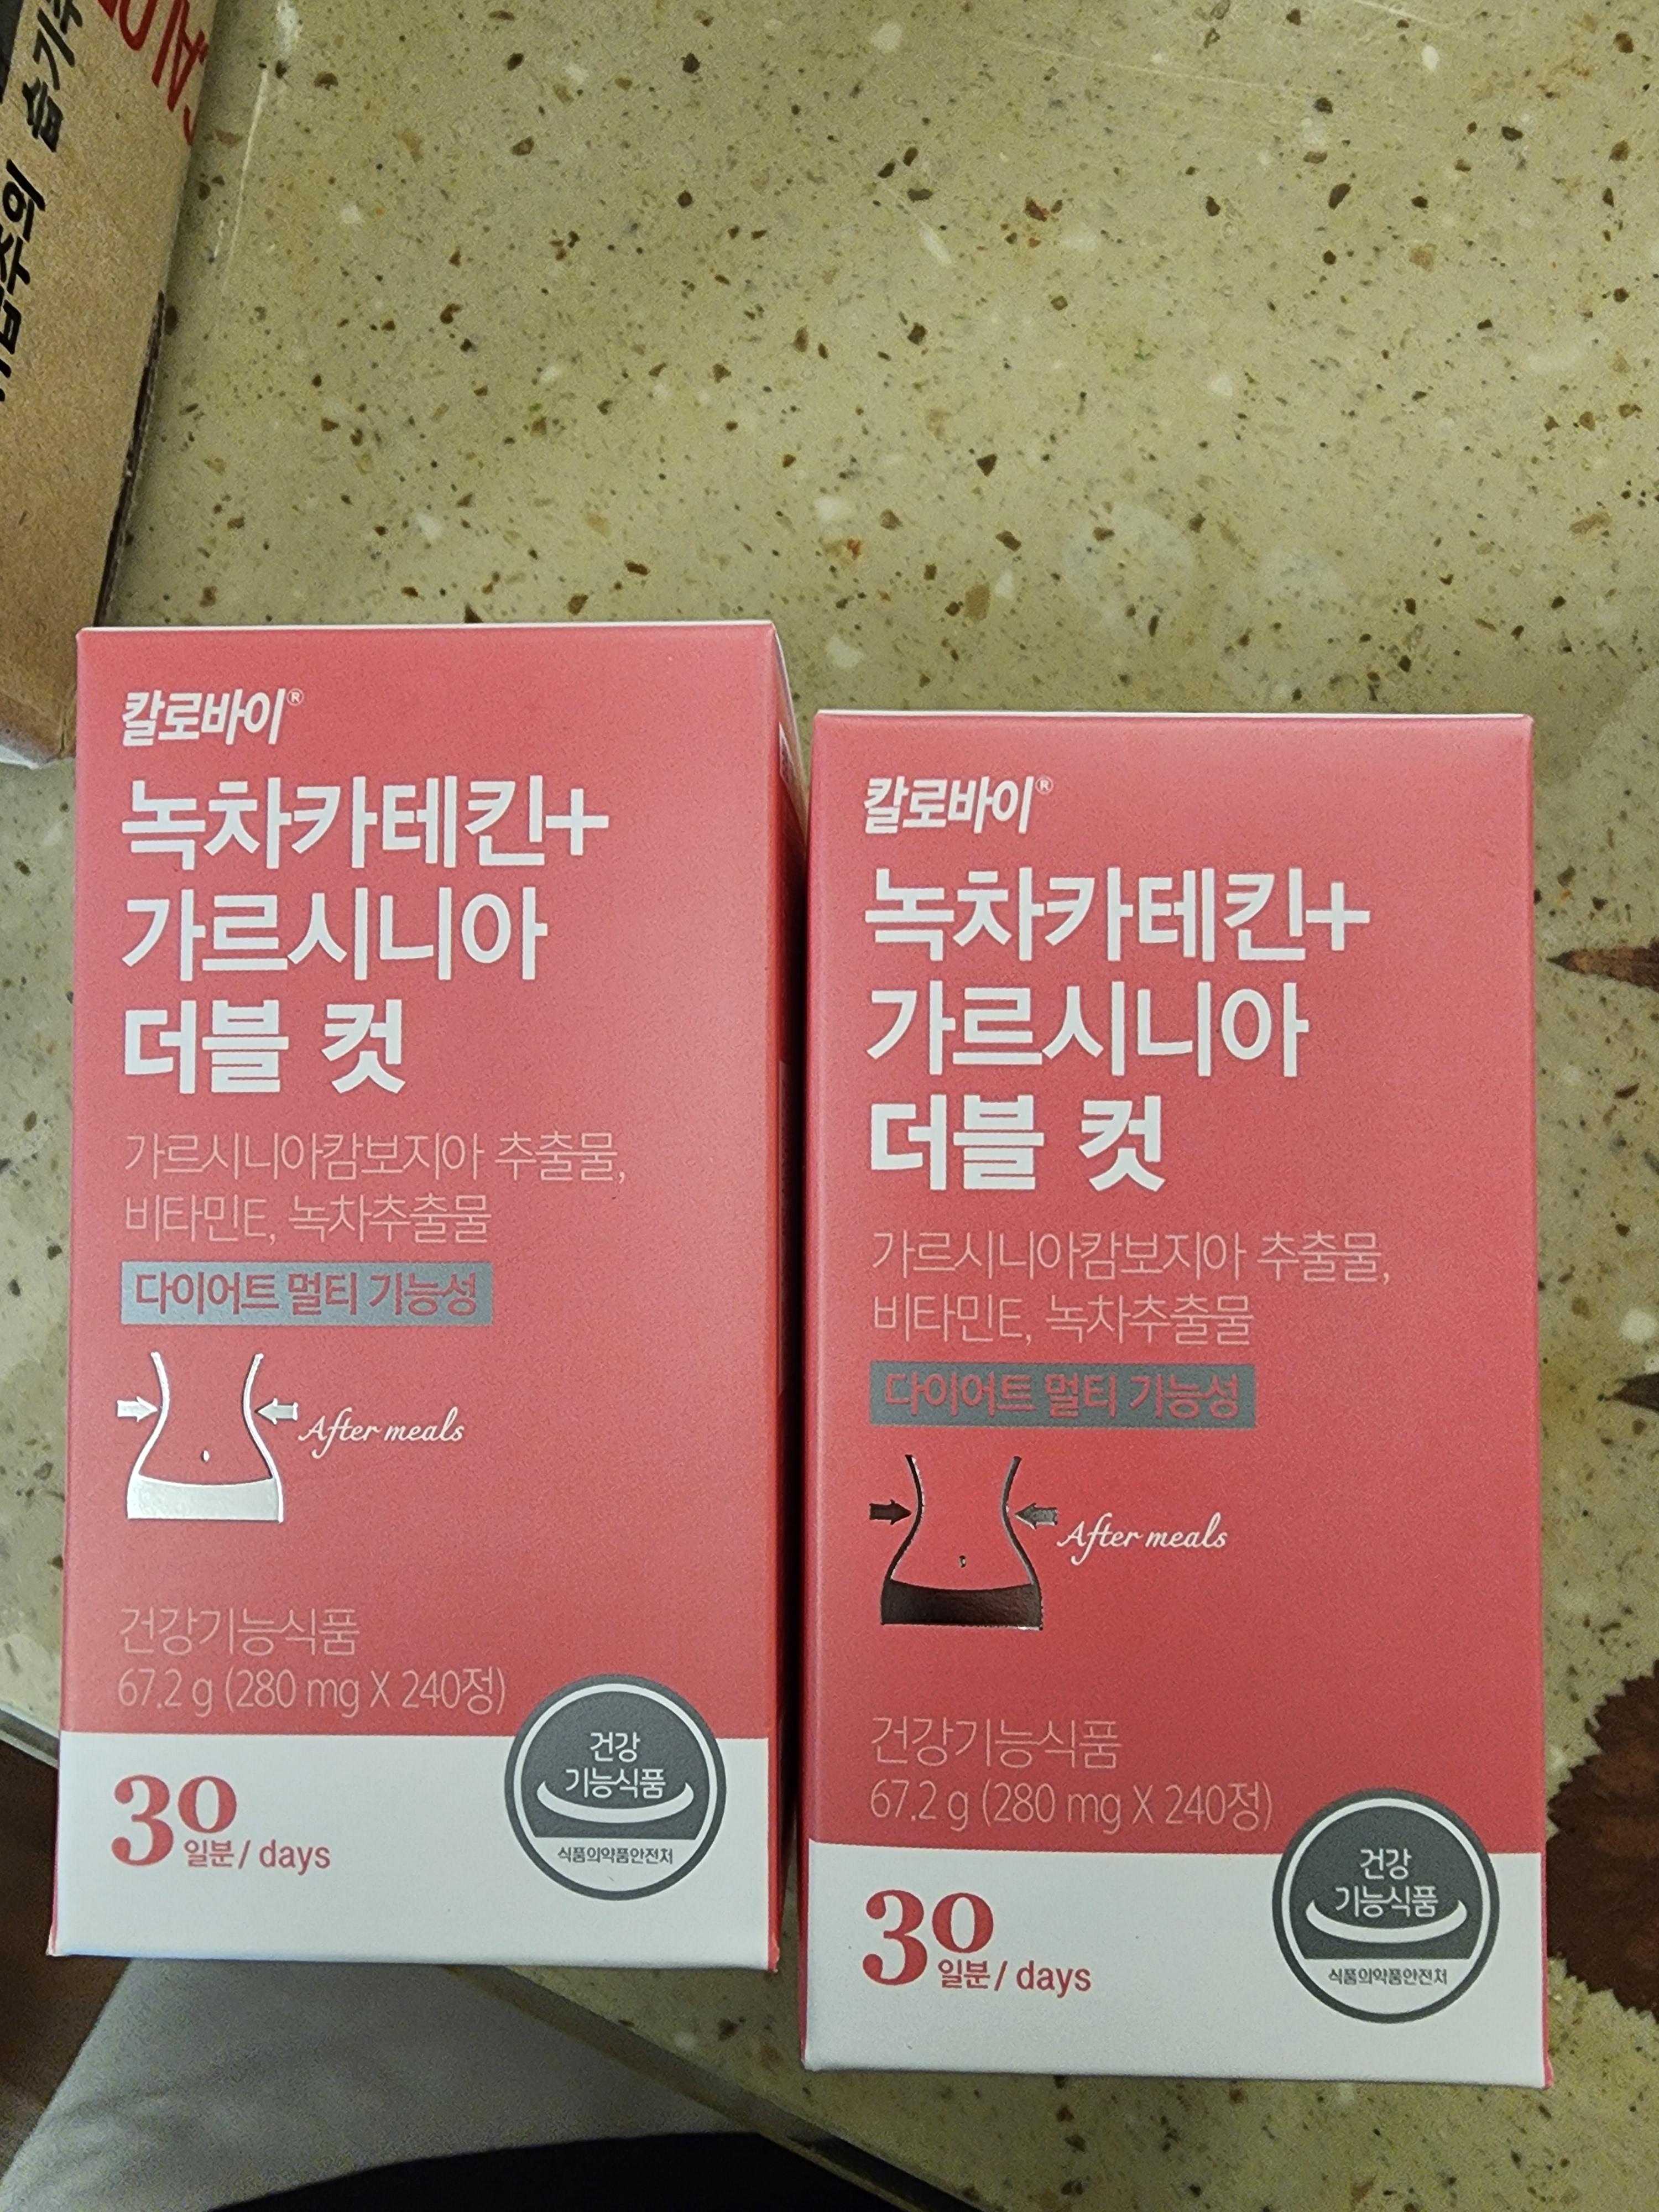 습기주
주의
칼로바이®
녹차카테킨+
가르시니아
더블 컷
가르시니아캄보지아 추출물,
비타민E, 녹차추출물
다이어트 멀티 기능성
After meals
건강기능식품
67.2 g (280 mg X 240정)
30
일분 / days
건강
기능식품
식품의약품안전처
칼로바이®
녹차카테킨+
가르시니아
더블 컷
가르시니아캄보지아 추출물,
비타민E, 녹차추출물
다이어트 멀티 기능성
After meals
건강기능식품
67.2 g (280 mg X 240정)
30
일분 / days
건강
기능식품
식품의약품안전처